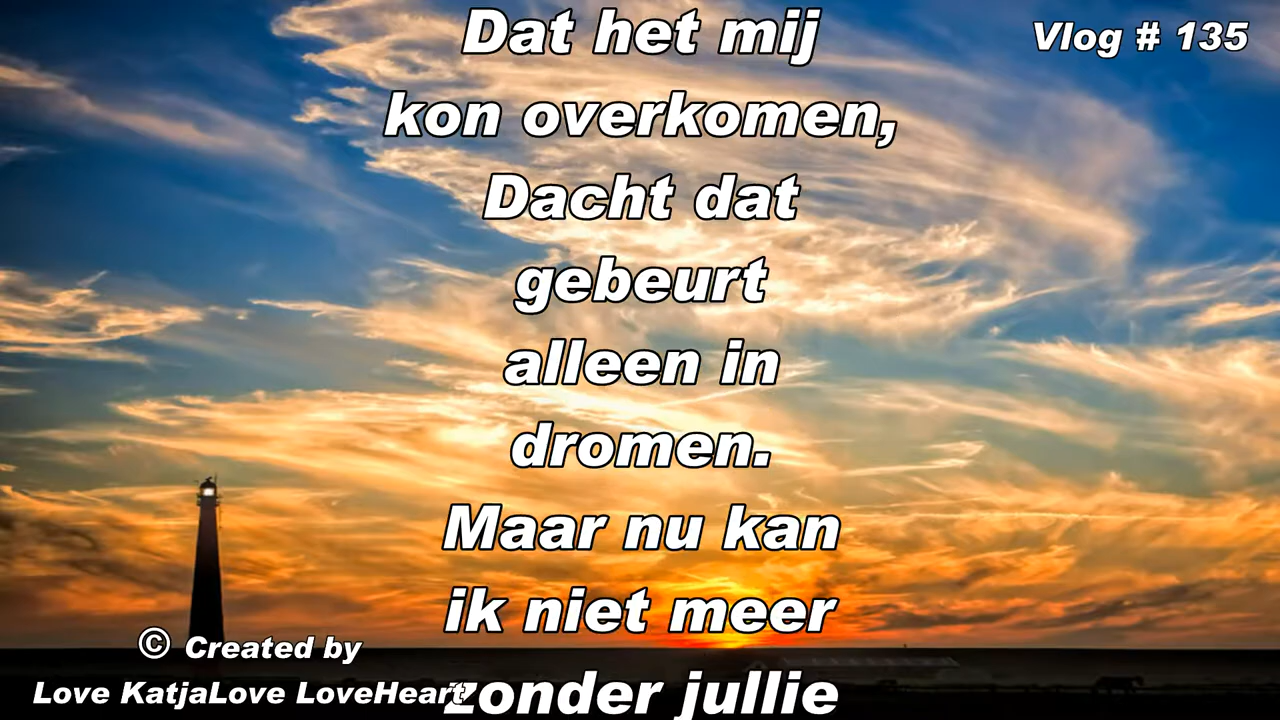 Dat het mij
kon overkomen,
Dacht dat
gebeurt
alleen in
dromen.
Maar nu kan
ik niet meer
zonder jullie
Vlog # 135
© Created by
Love KatjaLove LoveHeart